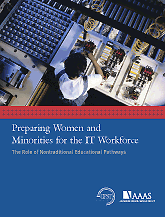 Preparing Women and
Minorities for the IT Workforce
The Role of Nontraditional Educational Pathways
AAAS